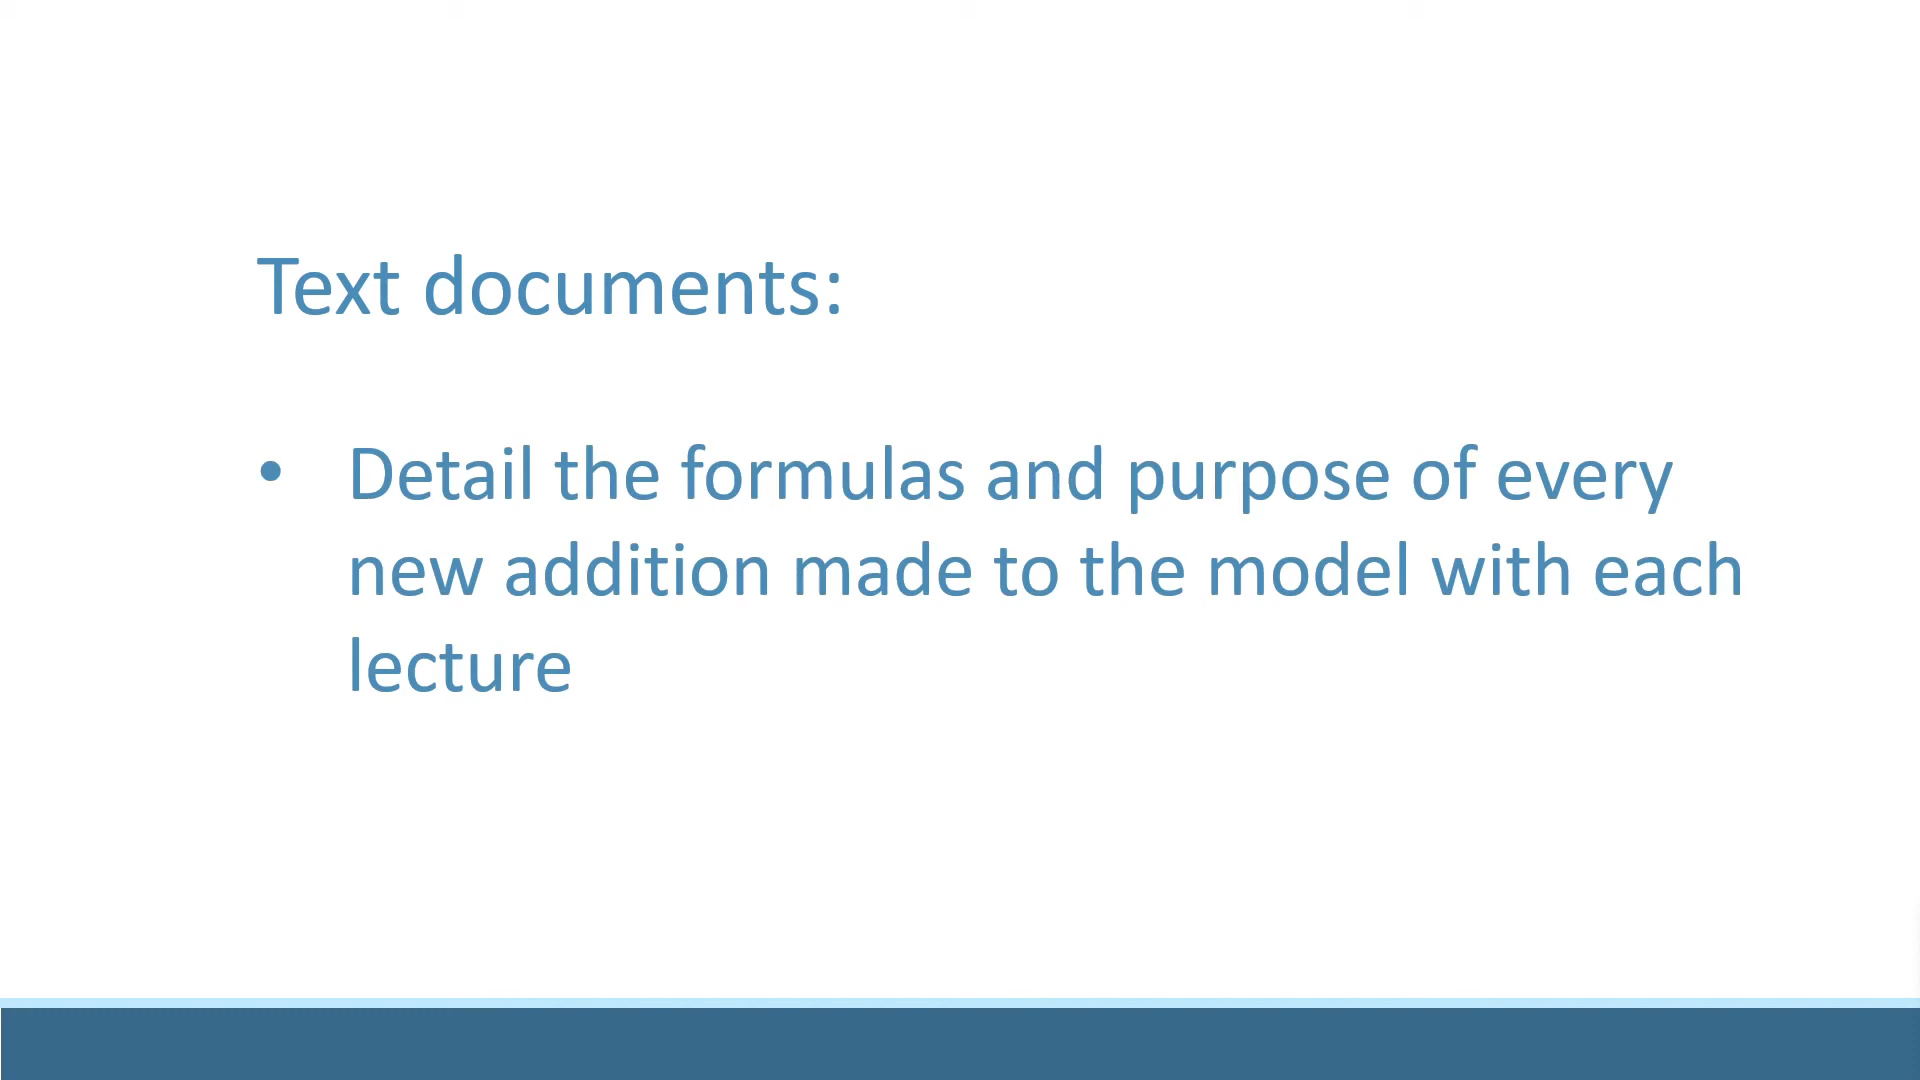 Text documents:
• Detail the formulas and purpose of every
new addition made to the model with each
lecture